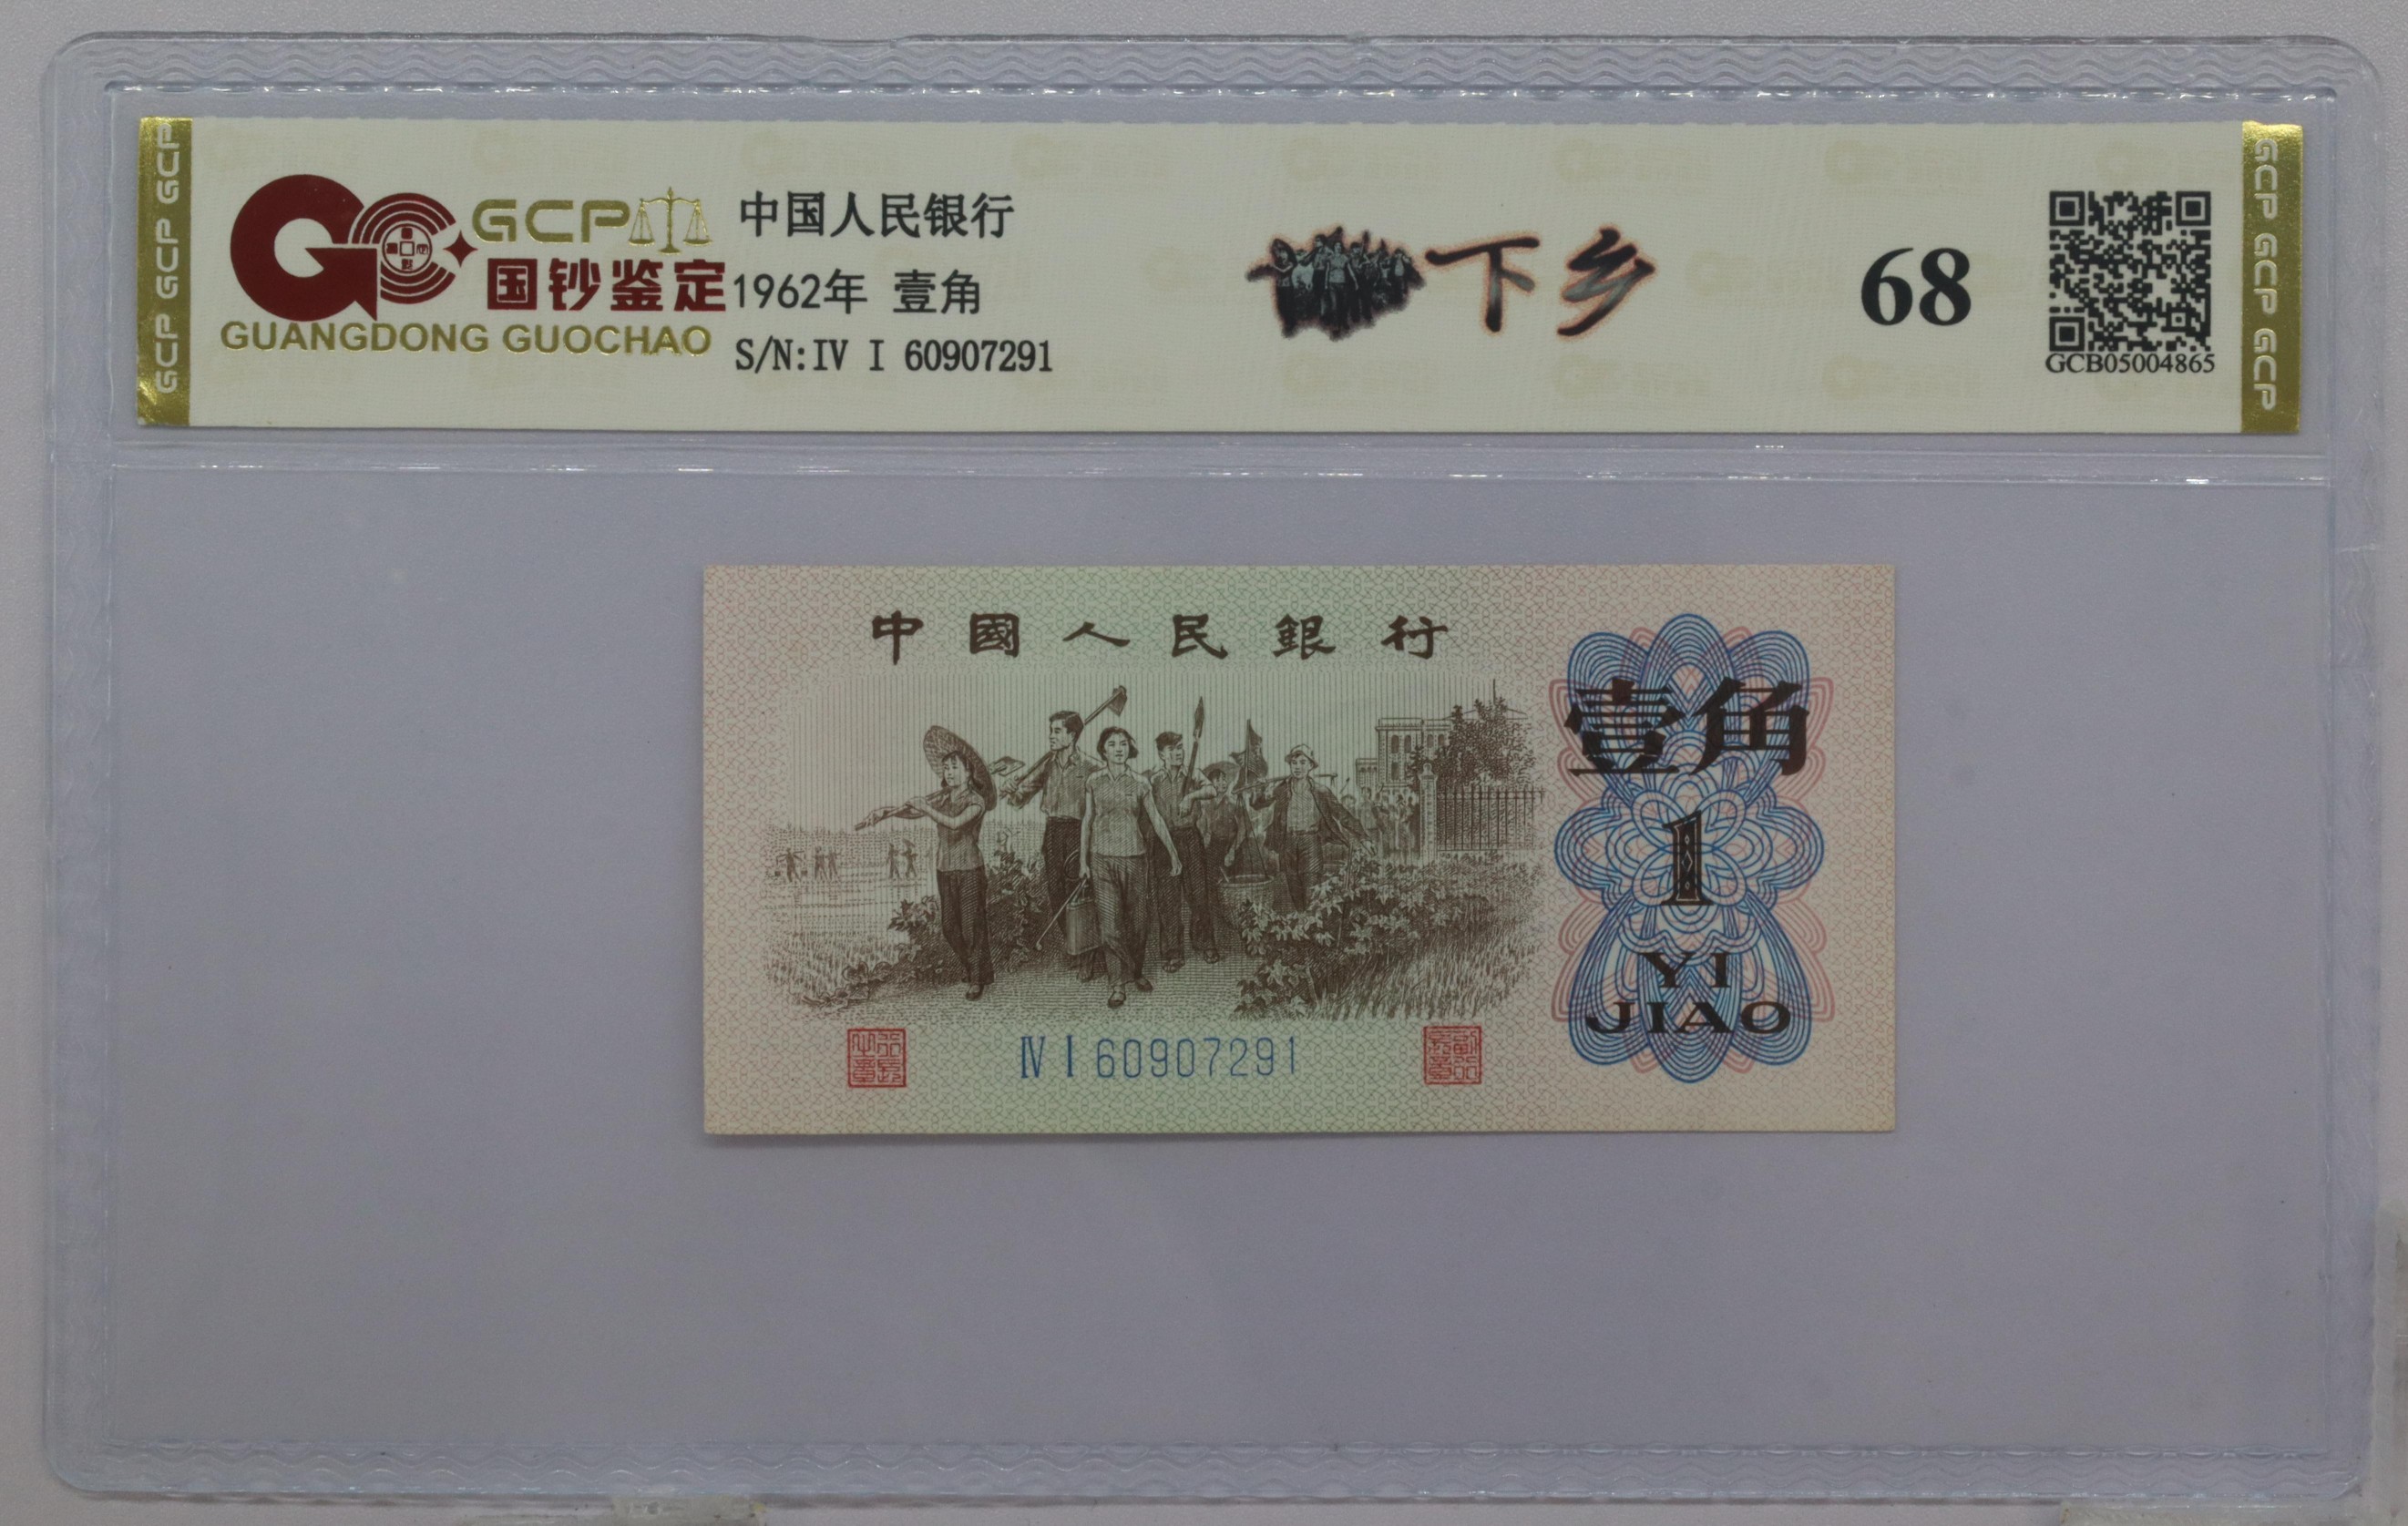 GCP GCP GCP
GCP
国钞鉴定
GUANGDONG GUOCHAO
中国人民银行
1962年 壹角
S/N:IV I 60907291
下乡
68
GCB05004865
GCP GCP GCP
中國人民銀行
壹角
1
YI
JIAO
Ⅳ Ⅰ 60907291